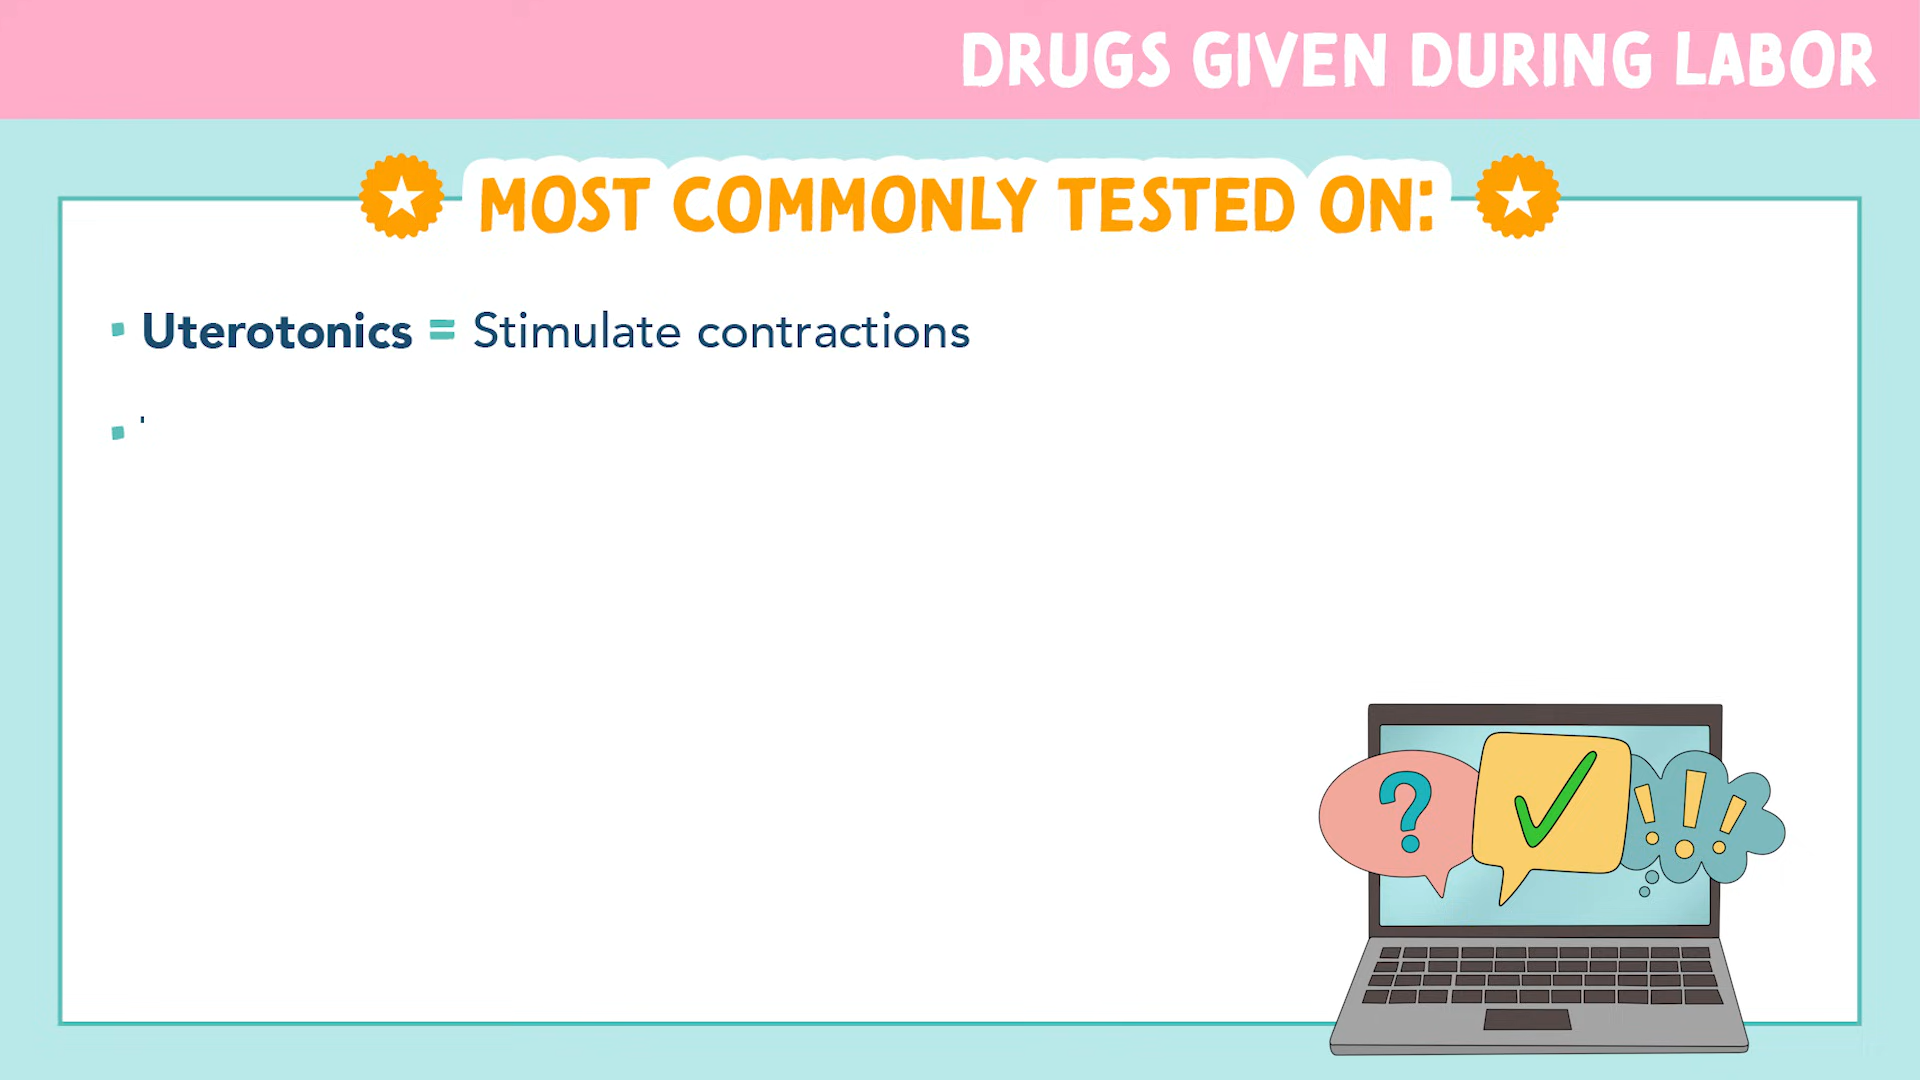 DRUGS GIVEN DURING LABOR
MOST COMMONLY TESTED ON:
▪ Uterotonics = Stimulate contractions
▪
?
!!!